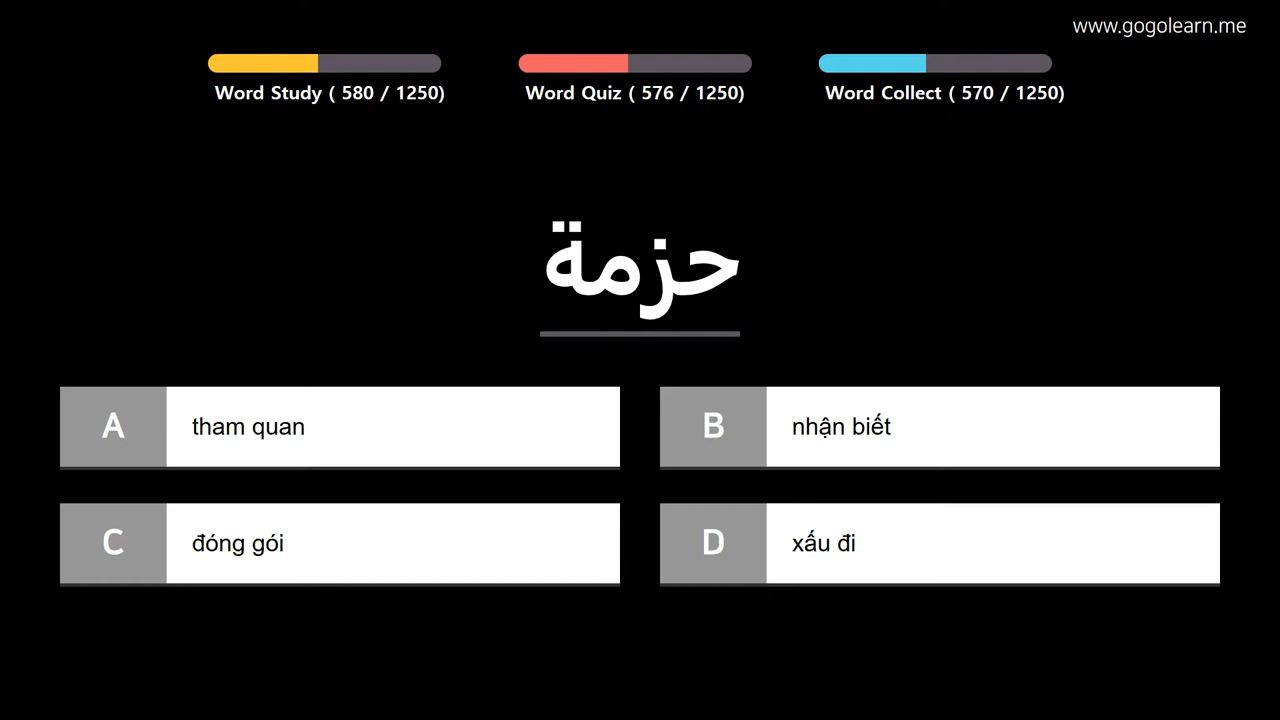 www.gogolearn.me
Word Study ( 580 / 1250)
Word Quiz ( 576 / 1250)
Word Collect ( 570 / 1250)
حزمة
A tham quan
B nhận biết
C đóng gói
D xấu đi